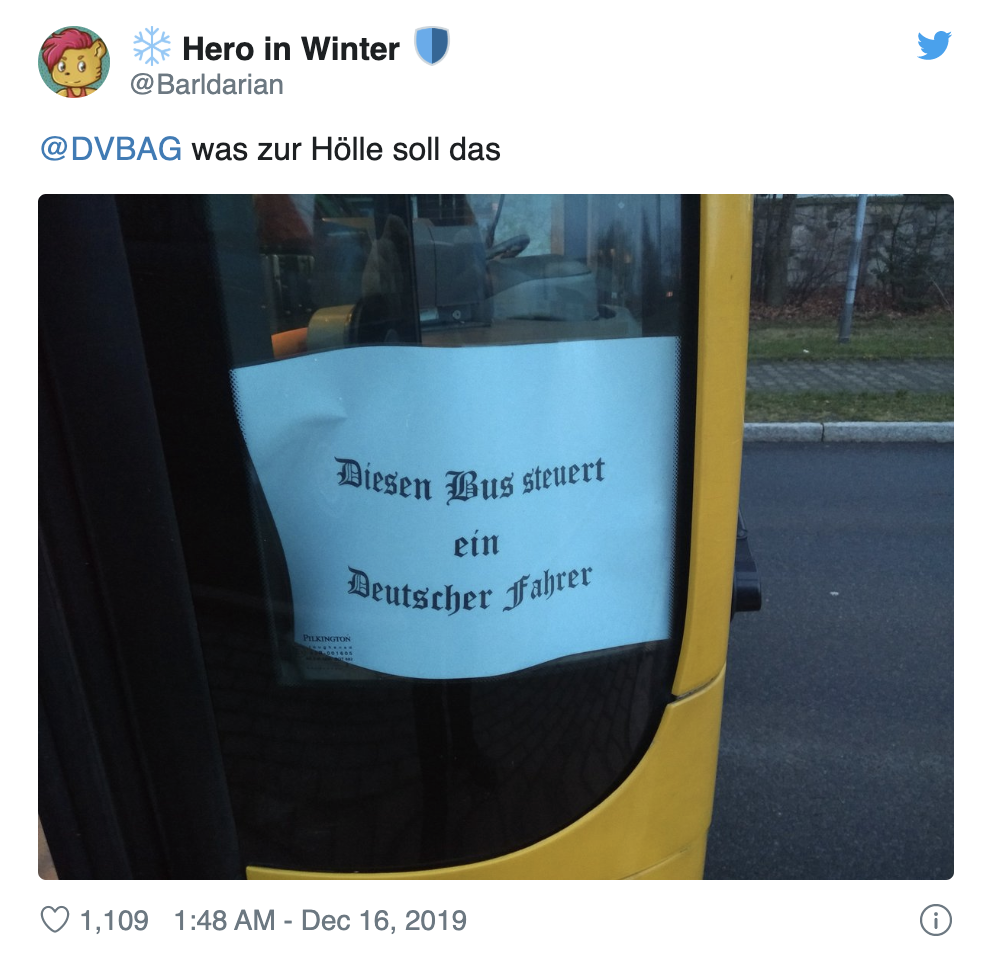 Hero in Winter
@Barldarian
@DVBAG was zur Hölle soll das
Diesen Bus steuert
ein
Deutscher Fahrer
PILKINGTON
1,109 1:48 AM - Dec 16, 2019